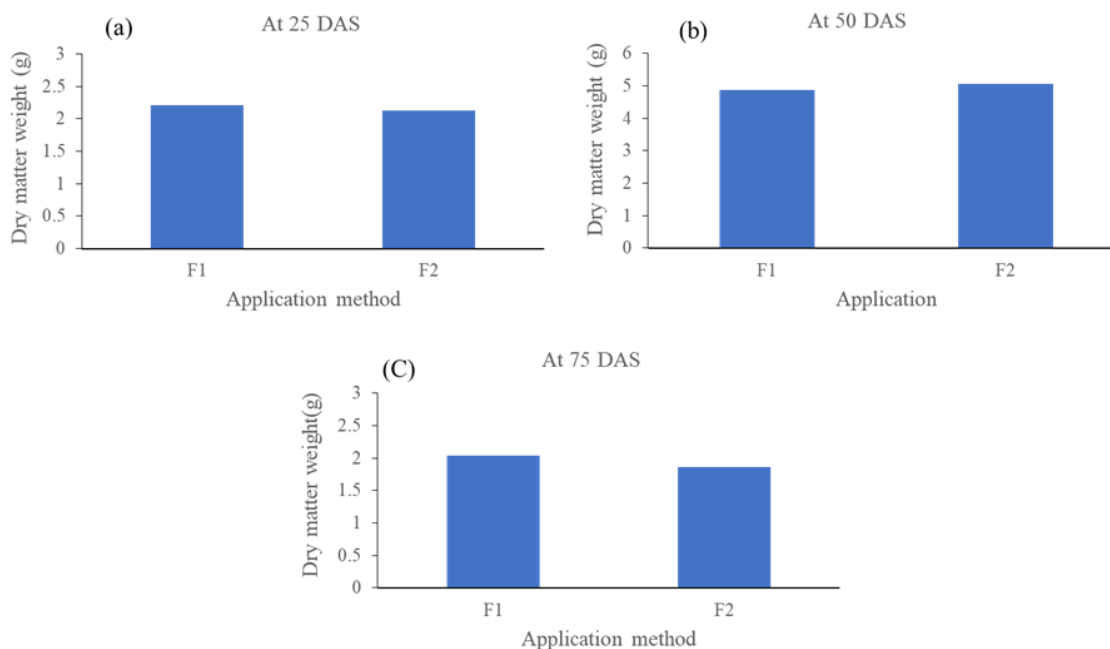 (a)
At 25 DAS
Dry matter weight (g)
3
2.5
2
1.5
1
0.5
0
F1
F2
Application method
(b)
At 50 DAS
Dry matter weight (g)
6
5
4
3
2
1
0
F1
F2
Application
(C)
At 75 DAS
Dry matter weight(g)
3
2.5
2
1.5
1
0.5
0
F1
F2
Application method